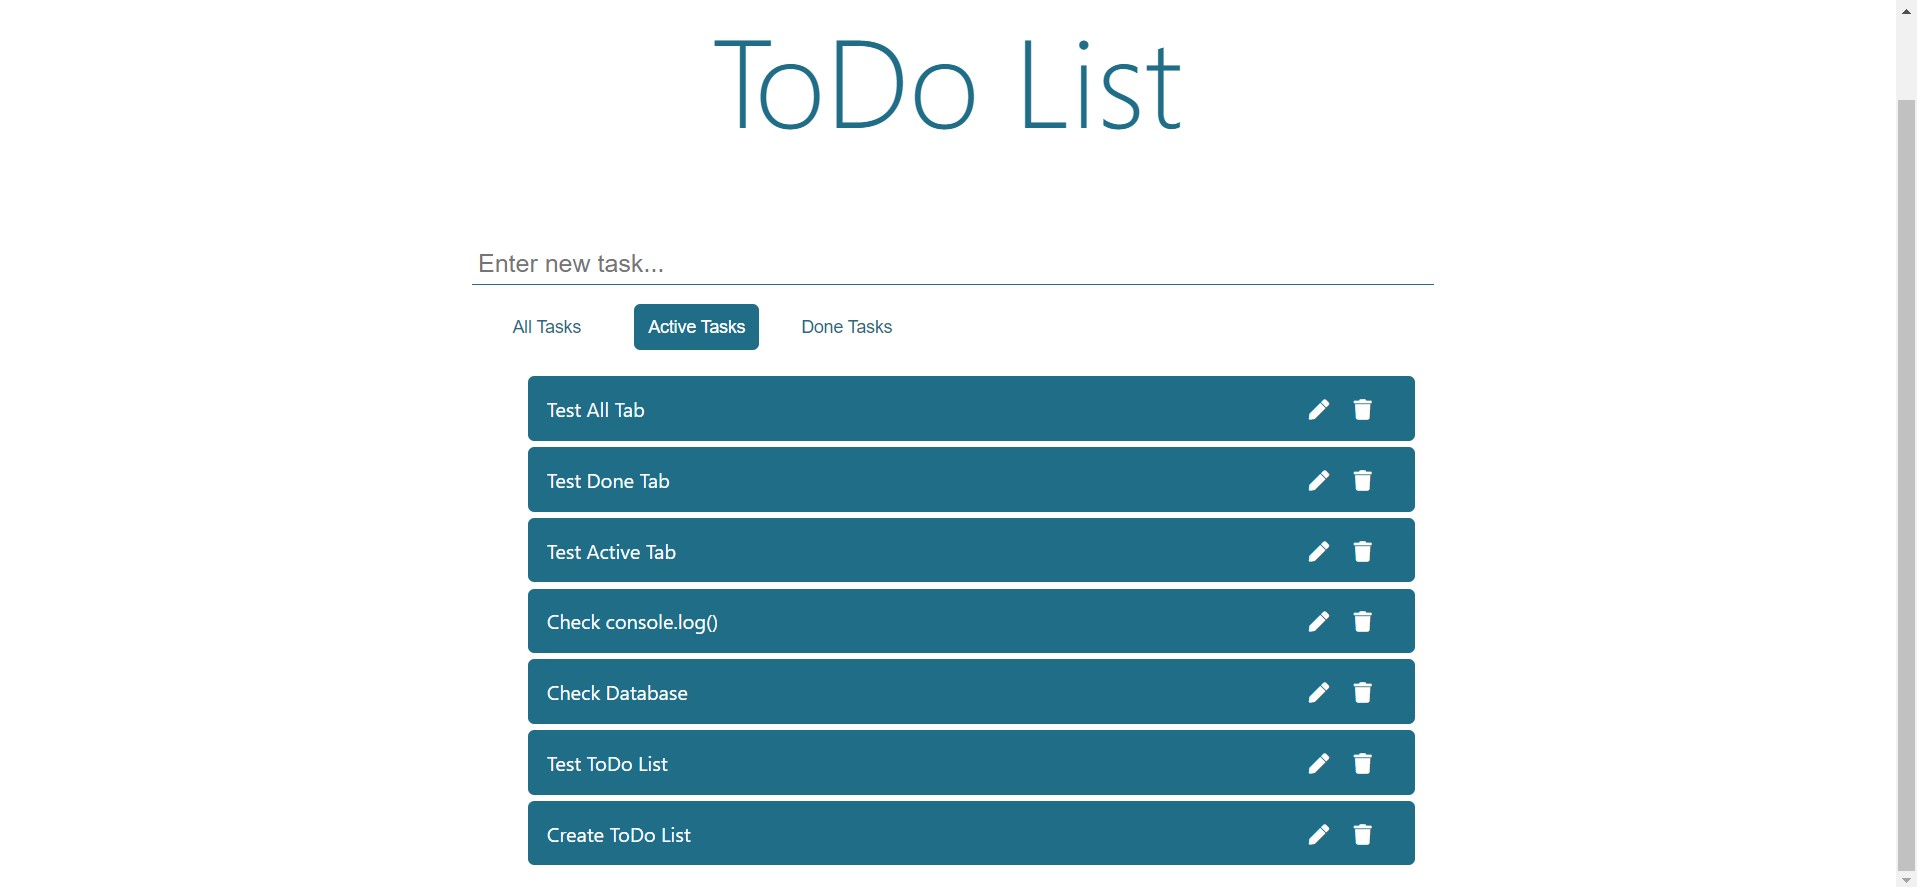 ToDo List
Enter new task...
All Tasks Active Tasks Done Tasks
Test All Tab
Test Done Tab
Test Active Tab
Check console.log()
Check Database
Test ToDo List
Create ToDo List